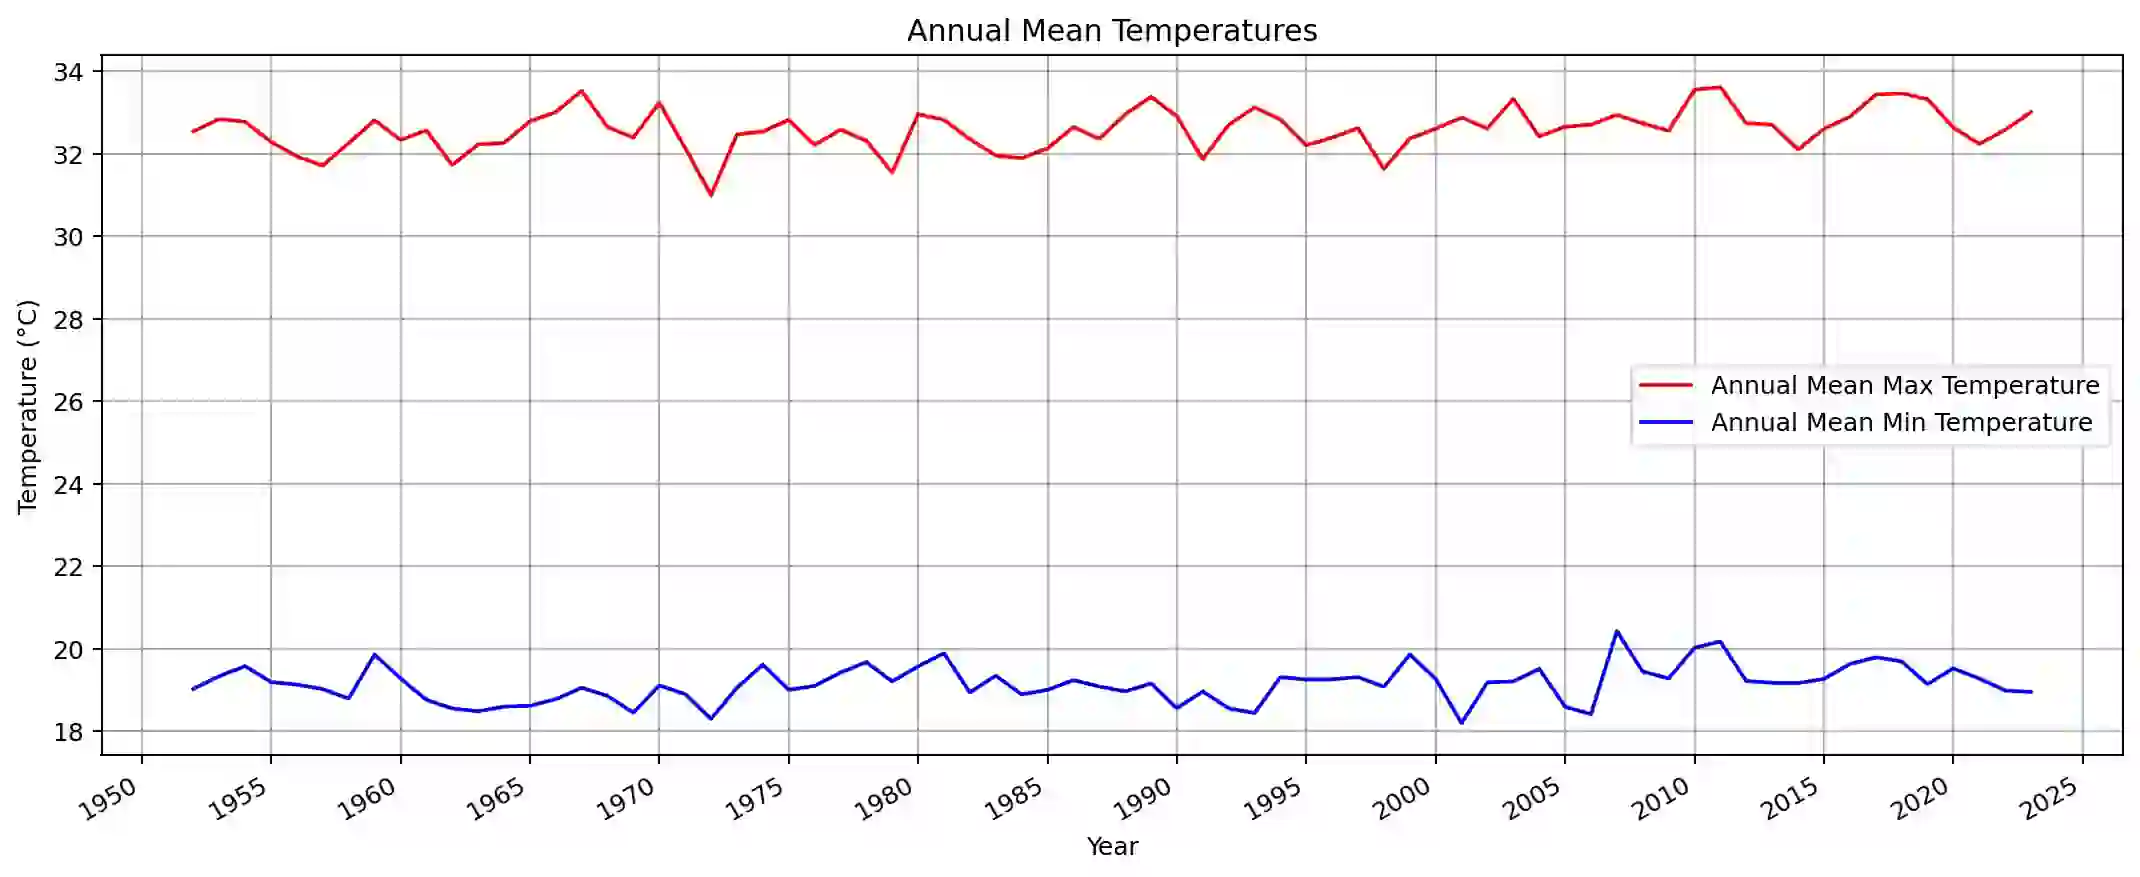 Annual Mean Temperatures
34
32
30
28
26
24
22
20
18
Temperature (°C)
Annual Mean Max Temperature
Annual Mean Min Temperature
1950 1955 1960 1965 1970 1975 1980 1985 1990 1995 2000 2005 2010 2015 2020 2025
Year